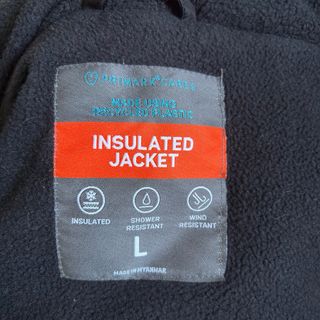 PRIMARK CARES
MADE USING
RECYCLED PLASTIC
INSULATED
JACKET
INSULATED
SHOWER
RESISTANT
WIND
RESISTANT
L
MADE IN MYANMAR